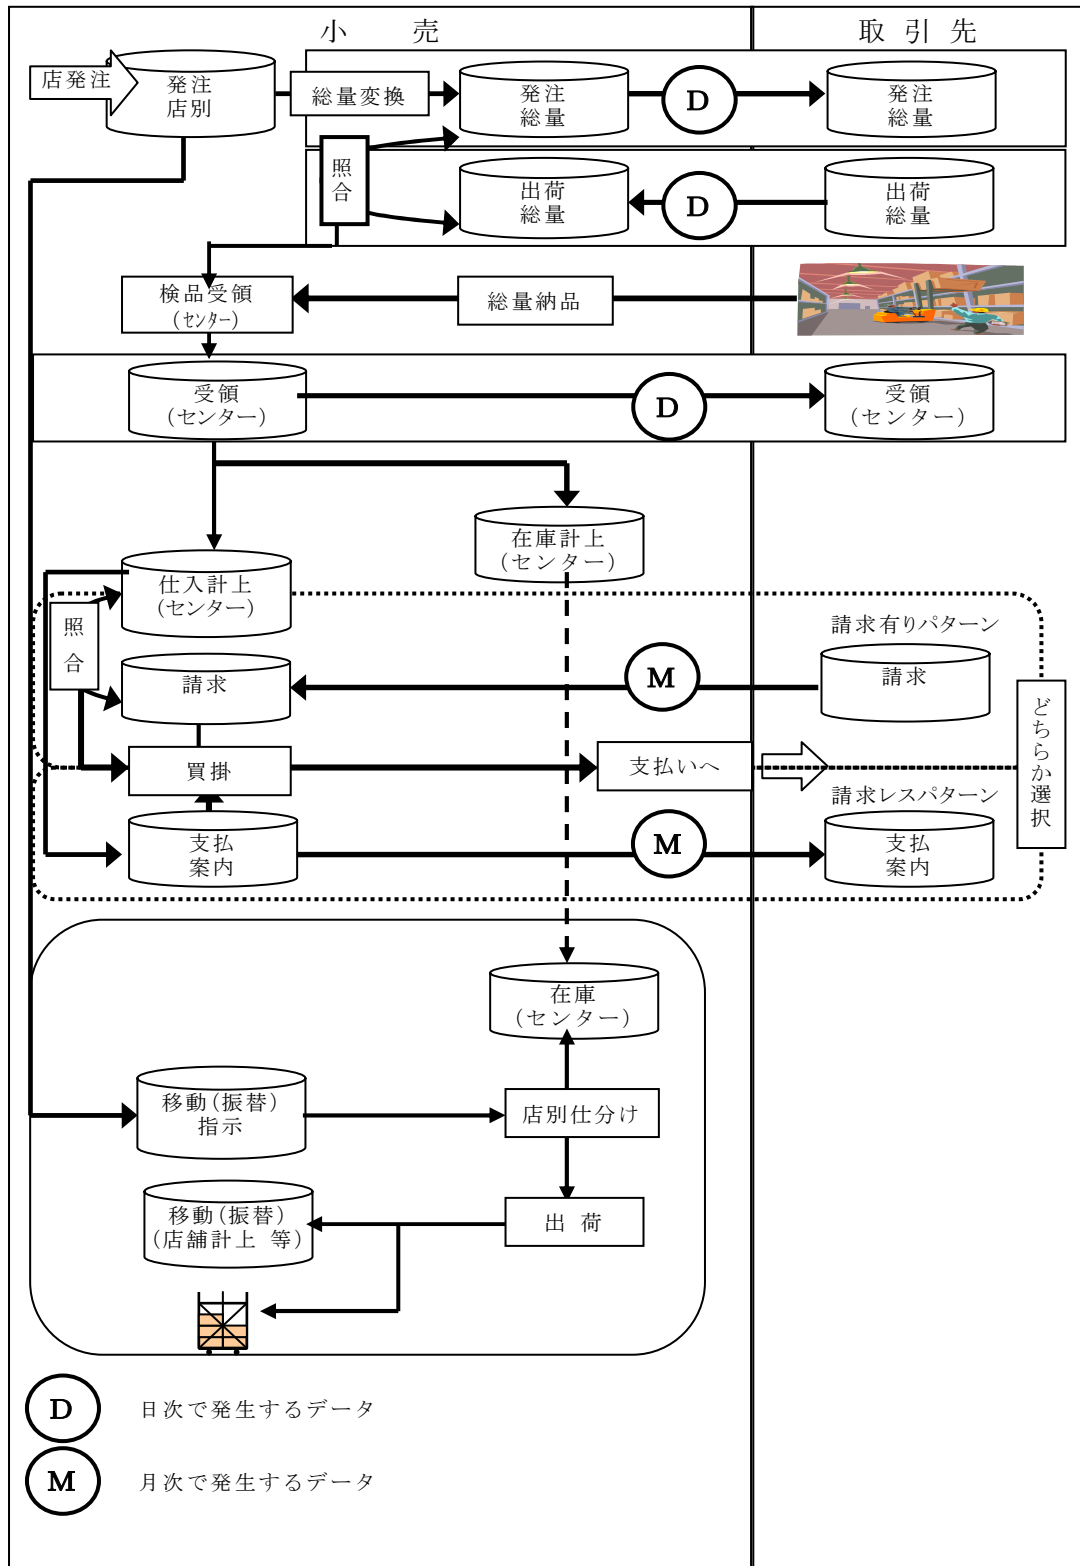 小　売
取 引 先
店発注
発注
店別
総量変換
発注
総量
D
発注
総量
照
合
出荷
総量
D
出荷
総量
検品受領
(センター)
総量納品
受領
(センター)
D
受領
(センター)
在庫計上
(センター)
仕入計上
(センター)
照
合
請求有りパターン
請求
M
請求
どちらか選択
買掛
支払いへ
請求レスパターン
支払
案内
M
支払
案内
在庫
(センター)
移動(振替)
指示
店別仕分け
移動(振替)
(店舗計上 等)
出 荷
D
日次で発生するデータ
M
月次で発生するデータ